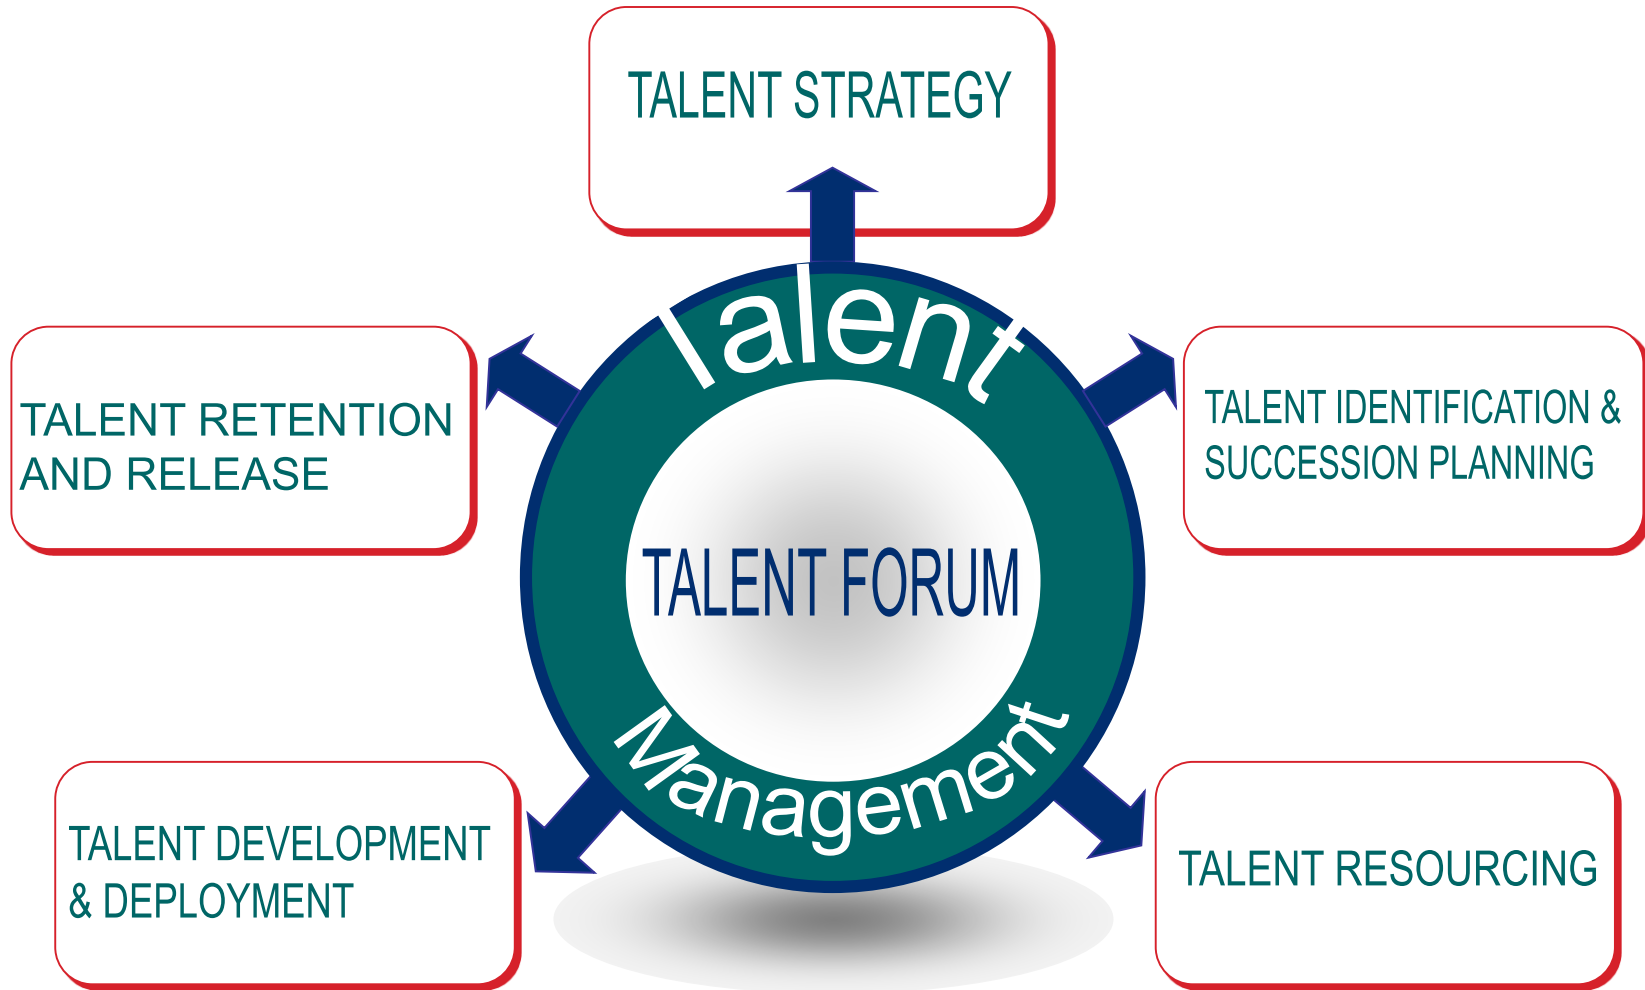 TALENT STRATEGY
Talent
TALENT RETENTION
AND RELEASE
TALENT IDENTIFICATION &
SUCCESSION PLANNING
TALENT FORUM
Management
TALENT DEVELOPMENT
& DEPLOYMENT
TALENT RESOURCING